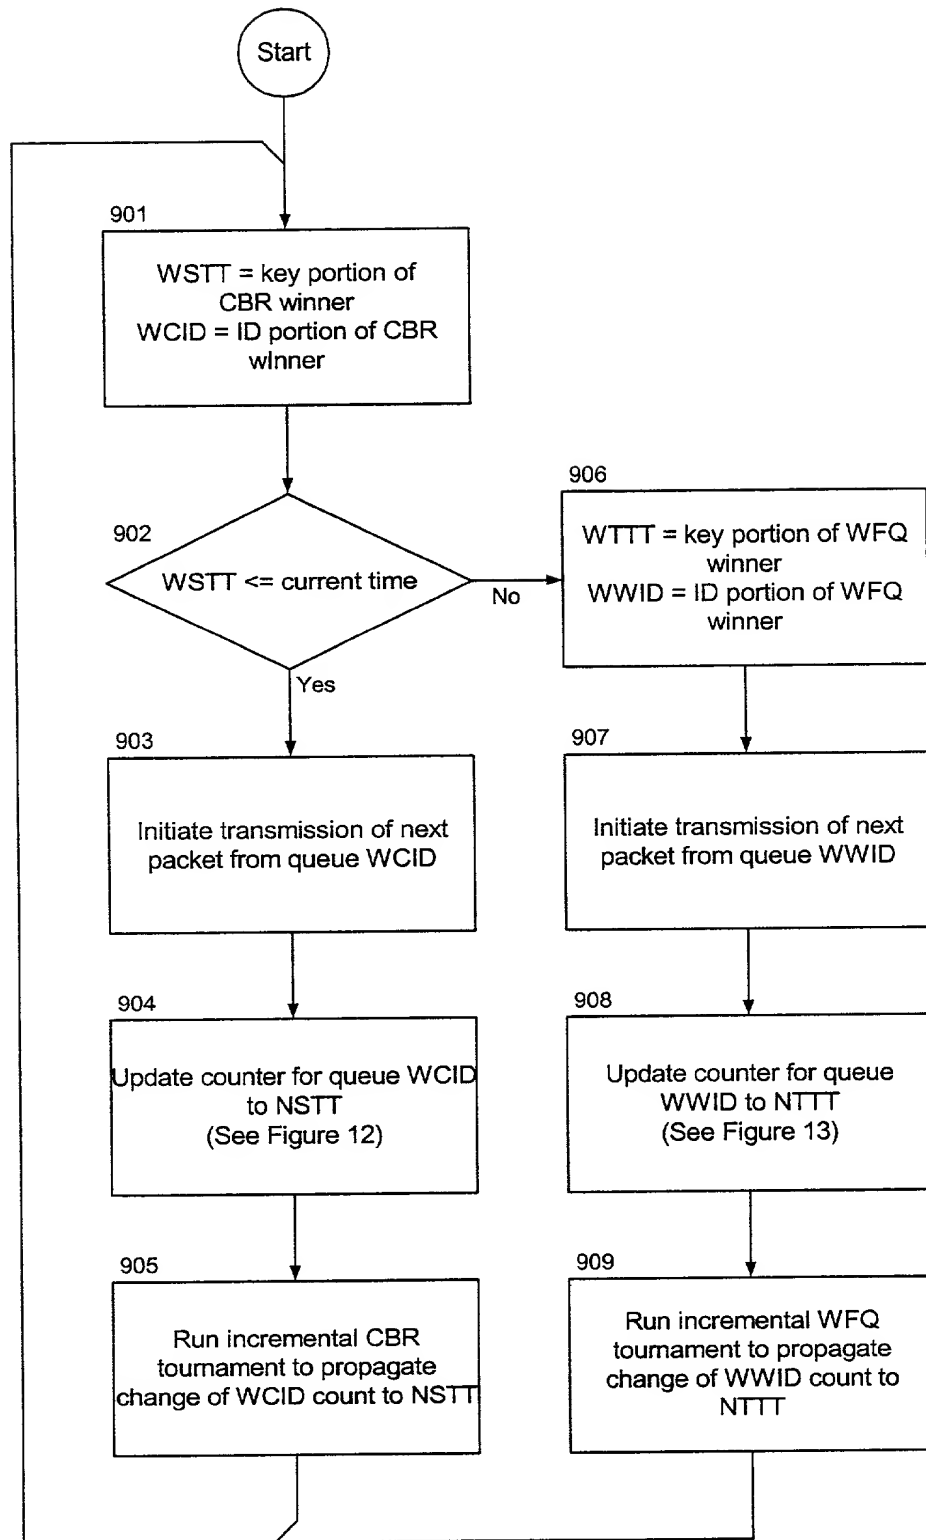 Start
901
WSTT = key portion of
CBR winner
WCID = ID portion of CBR
wInner
902
WSTT <= current time
No
Yes
906
WTTT = key portion of WFQ
winner
WWID = ID portion of WFQ
winner
903
Initiate transmission of next
packet from queue WCID
907
Initiate transmission of next
packet from queue WWID
904
Update counter for queue WCID
to NSTT
(See Figure 12)
908
Update counter for queue
WWID to NTTT
(See Figure 13)
905
Run incremental CBR
tournament to propagate
change of WCID count to NSTT
909
Run incremental WFQ
tournament to propagate
change of WWID count to
NTTT